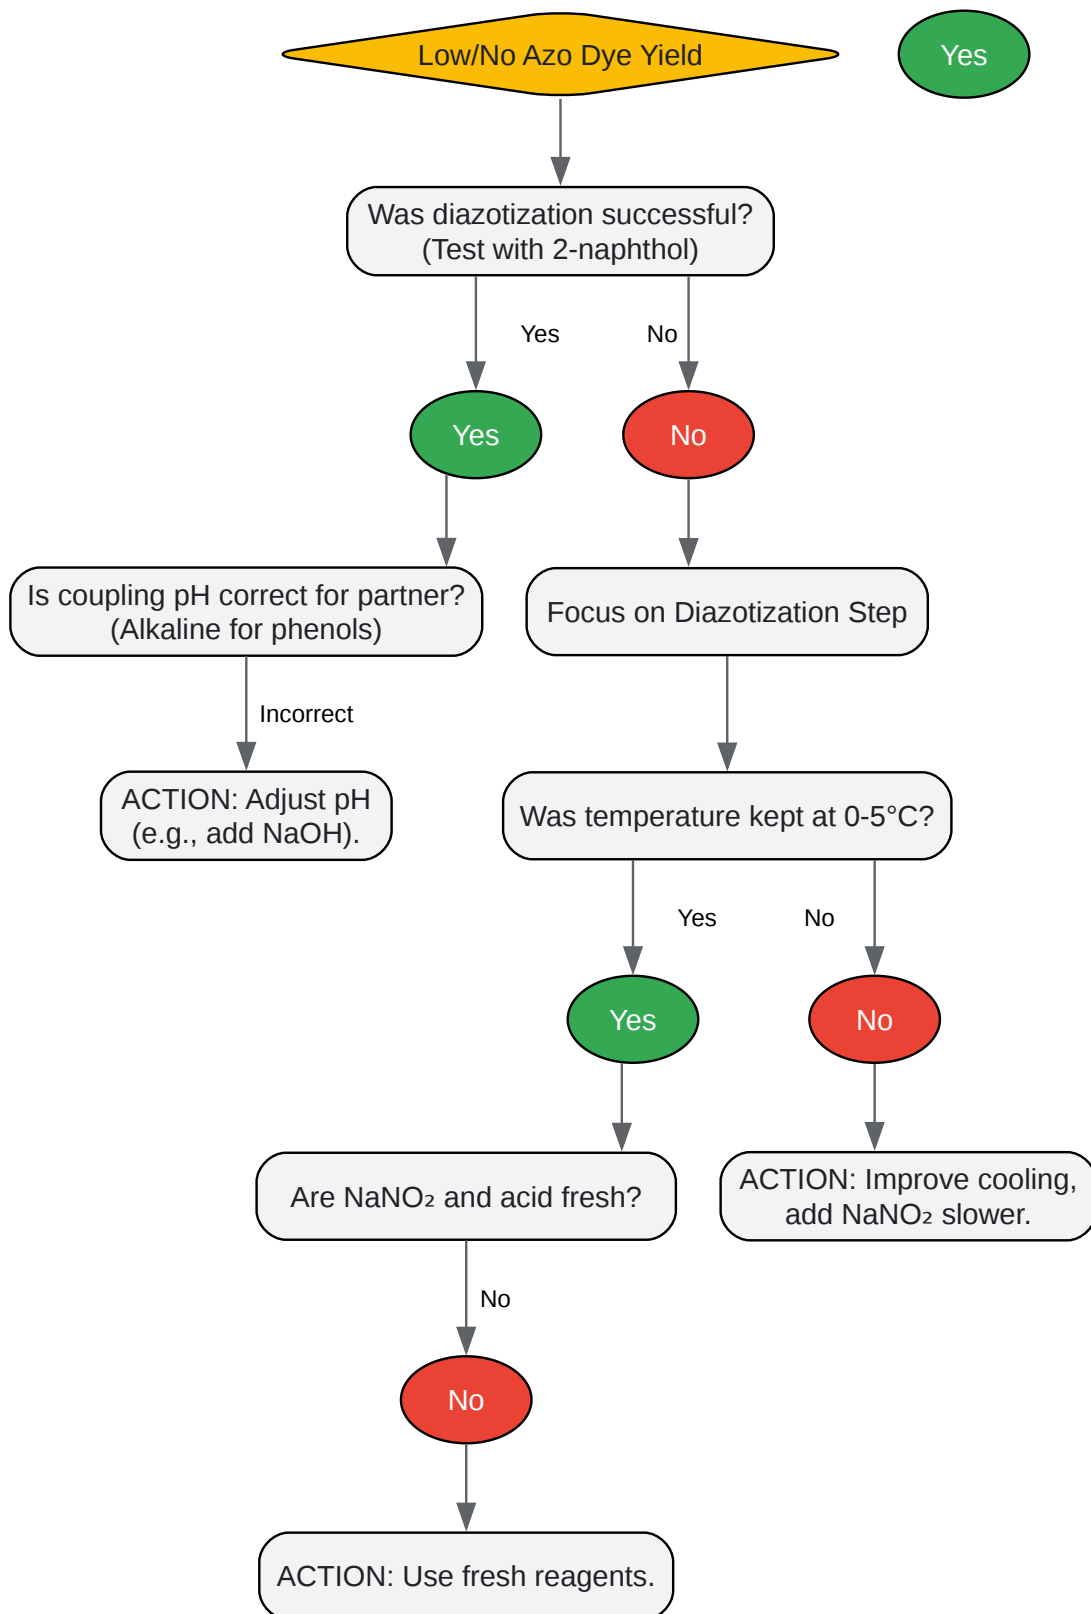 Low/No Azo Dye Yield
Yes
Was diazotization successful?
(Test with 2-naphthol)
Yes
No
Yes
No
Is coupling pH correct for partner?
(Alkaline for phenols)
Focus on Diazotization Step
Incorrect
ACTION: Adjust pH
(e.g., add NaOH).
Was temperature kept at 0-5°C?
Yes
No
Yes
No
Are NaNO₂ and acid fresh?
ACTION: Improve cooling,
add NaNO₂ slower.
No
No
ACTION: Use fresh reagents.